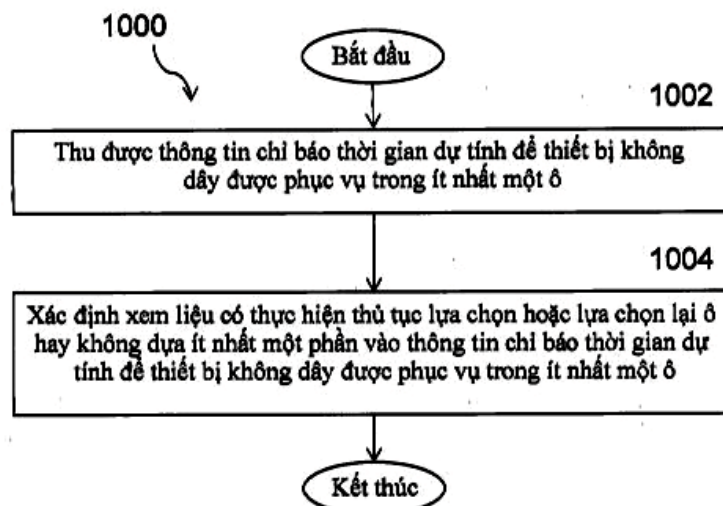 1000
Bắt đầu
1002
Thu được thông tin chỉ báo thời gian dự tính để thiết bị không
dây được phục vụ trong ít nhất một ô
1004
Xác định xem liệu có thực hiện thủ tục lựa chọn hoặc lựa chọn lại ô
hay không dựa ít nhất một phần vào thông tin chỉ báo thời gian dự
tính để thiết bị không dây được phục vụ trong ít nhất một ô
Kết thúc